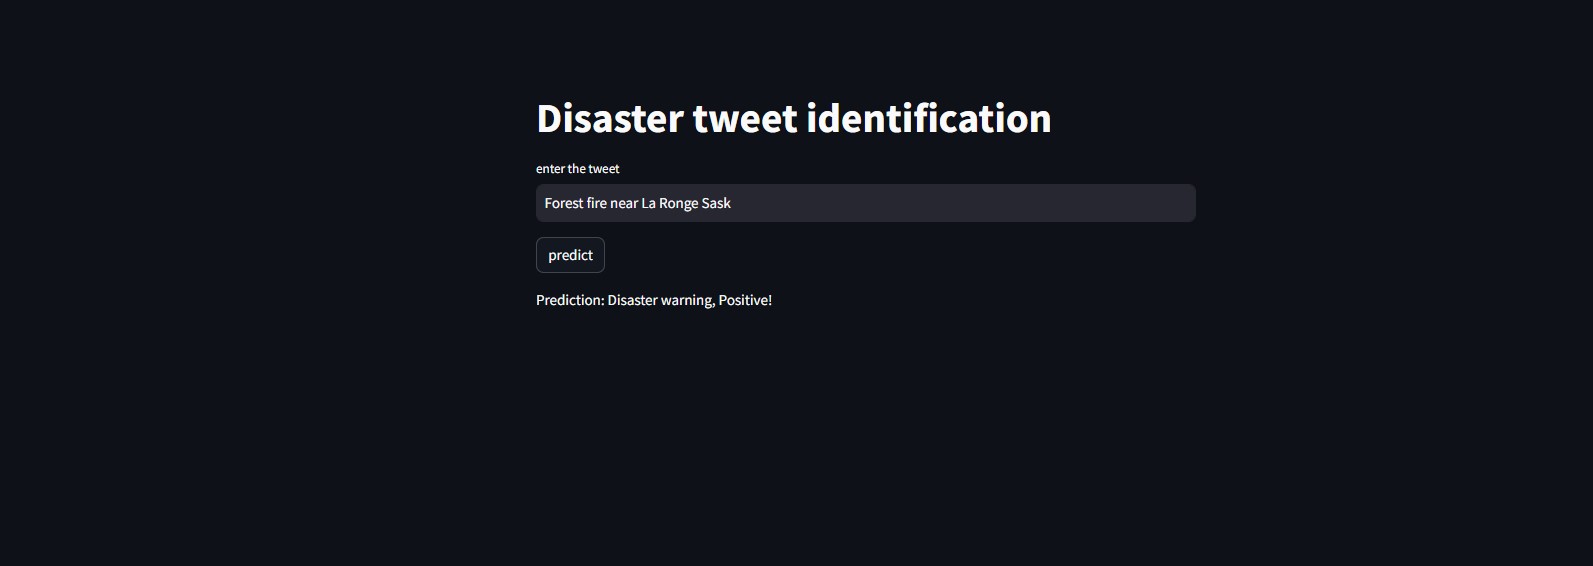 Disaster tweet identification
enter the tweet
Forest fire near La Ronge Sask
predict
Prediction: Disaster warning, Positive!